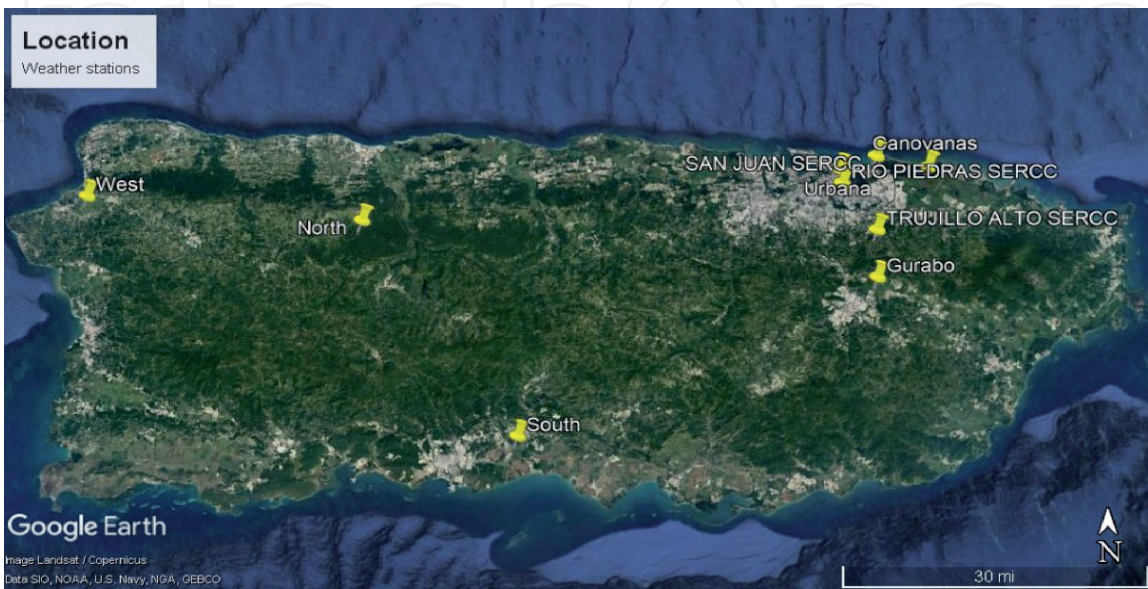 Location
Weather stations
Canovanas
SAN JUAN SERCC
RIO PIEDRAS SERCC
West
Urbana
North
TRUJILLO ALTO SERCC
Gurabo
South
Google Earth
Image Landsat / Copernicus
Data SIO, NOAA, U.S. Navy, NGA, GEBCO
N
30 mi